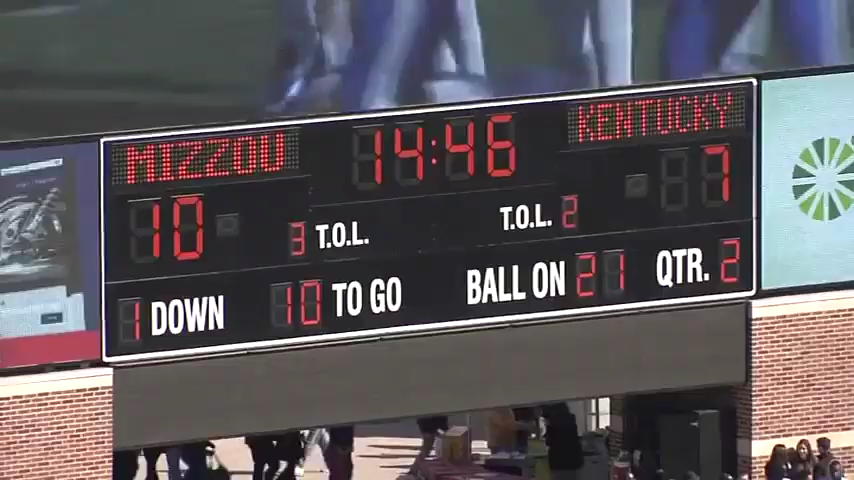 MIZZOU 14:46 KENTUCKY
10 3 T.O.L. T.O.L. 2 7
1 DOWN 10 TO GO BALL ON 21 QTR. 2